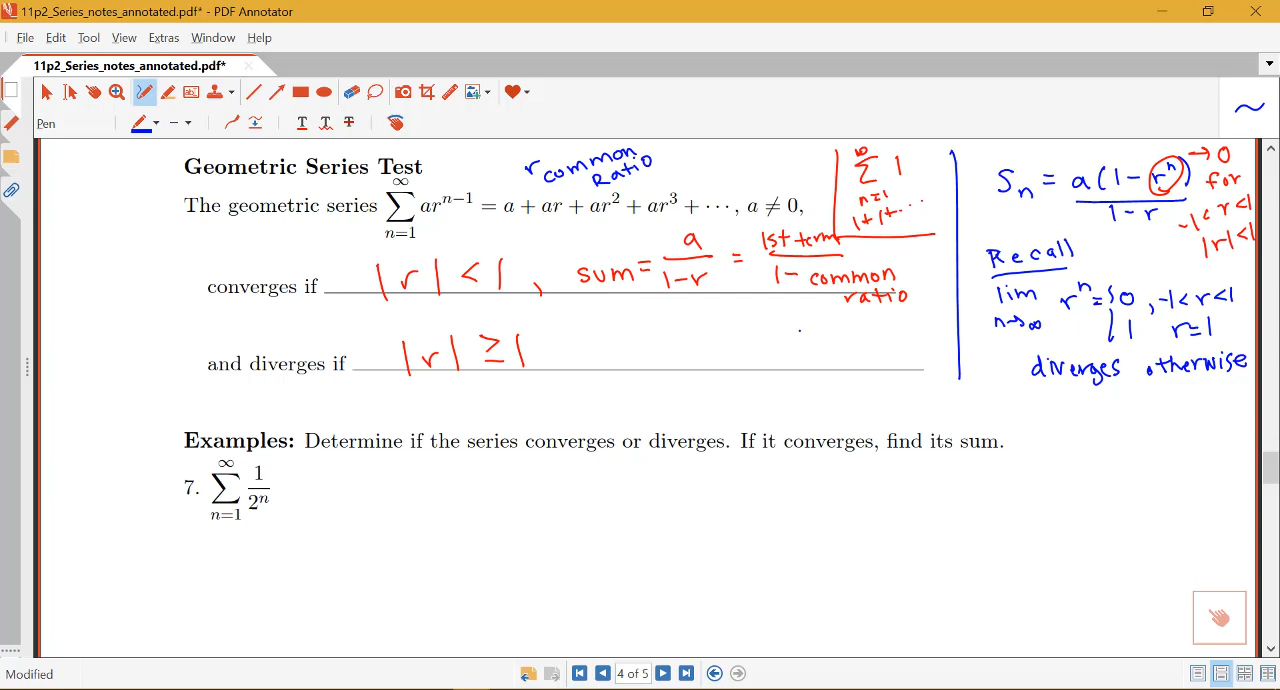 11p2_Series_notes_annotated.pdf* - PDF Annotator
File Edit Tool View Extras Window Help
11p2_Series_notes_annotated.pdf*
Pen
Geometric Series Test
r common Ratio
The geometric series ∑_{n=1}^{∞} ar^{n−1} = a + ar + ar² + ar³ + ···, a ≠ 0,
∑_{n=1}^{∞} 1
1+1+...
converges if |r| < 1, sum = a/(1-r) = 1st term/(1- common ratio)
and diverges if |r| ≥ 1
S_n = a(1 - r^n)/(1-r)
→ 0
for
-1<r<1
|r|<1
Recall
lim_{n→∞} r^n = { 0, -1<r<1
1 r=1
diverges otherwise
Examples: Determine if the series converges or diverges. If it converges, find its sum.
7. ∑_{n=1}^{∞} 1/2^n
Modified
4 of 5